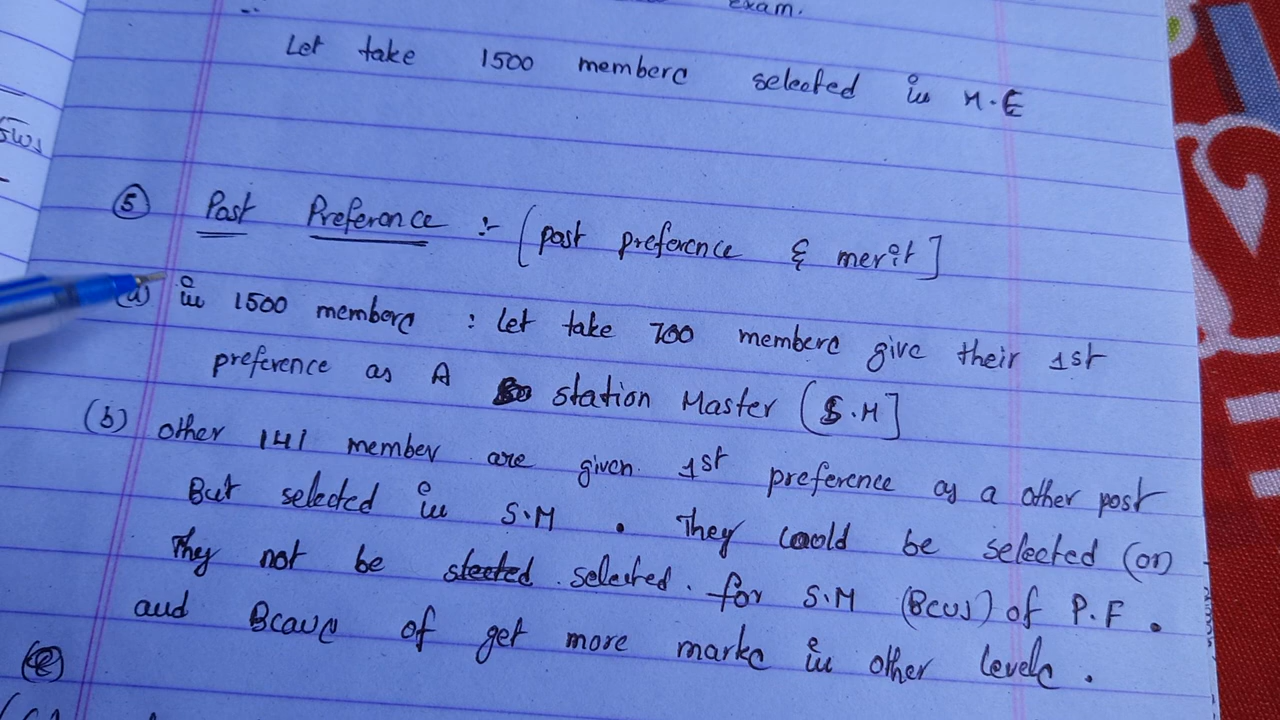 exam.
Let take 1500 members selected in M.E
5 Post Preferance :- [post preference & merit]
(a) in 1500 members : let take 700 members give their 1st
preference as A station Master (S.M]
(b) other 141 member are given 1st preference as a other post
But selected in S.M . They could be selected (or)
They not be selected. for S.M (Bcus) of P.F .
and Bcause of get more marks in other levels .